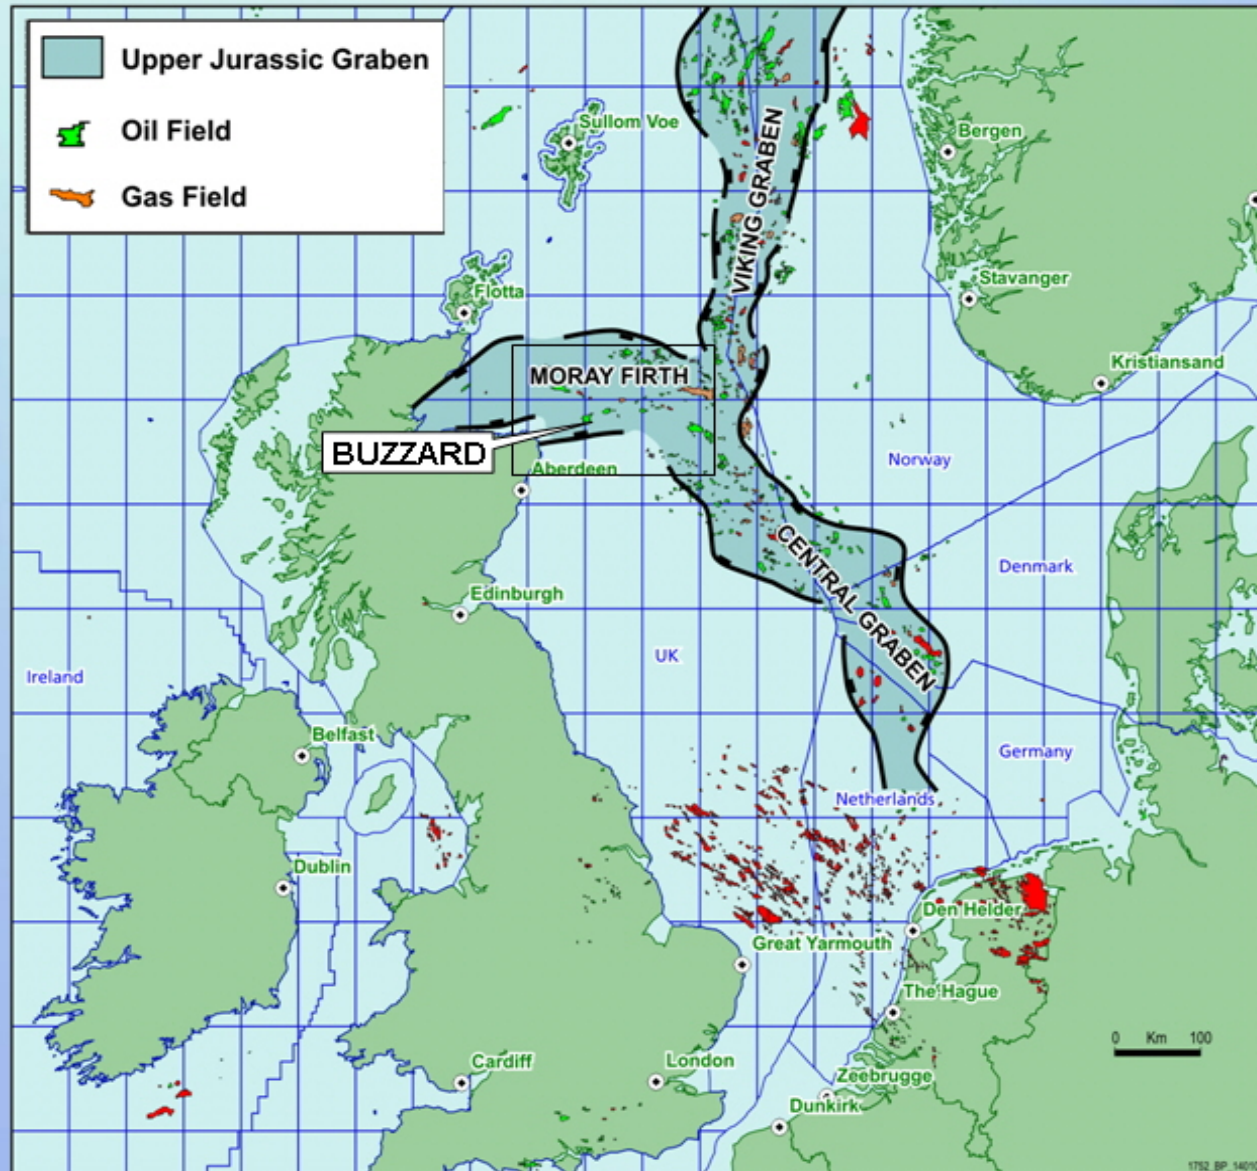 Upper Jurassic Graben
Oil Field
Gas Field
Sullom Voe
Bergen
VIKING GRABEN
Stavanger
Flotta
Kristiansand
MORAY FIRTH
BUZZARD
Aberdeen
Norway
CENTRAL GRABEN
Denmark
Edinburgh
UK
Ireland
Belfast
Germany
Netherlands
Dublin
Den Helder
Great Yarmouth
The Hague
0 Km 100
Cardiff
London
Zeebrugge
Dunkirk